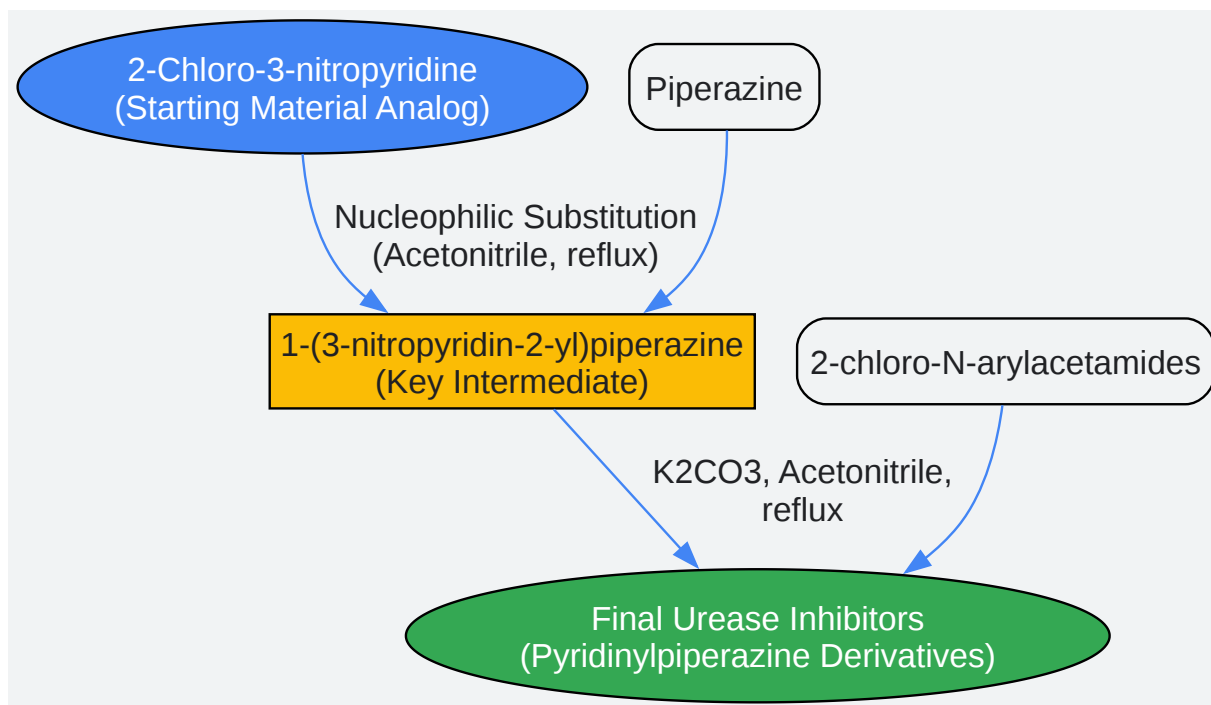 2-Chloro-3-nitropyridine
(Starting Material Analog)
Piperazine
Nucleophilic Substitution
(Acetonitrile, reflux)
1-(3-nitropyridin-2-yl)piperazine
(Key Intermediate)
2-chloro-N-arylacetamides
K2CO3, Acetonitrile,
reflux
Final Urease Inhibitors
(Pyridinylpiperazine Derivatives)